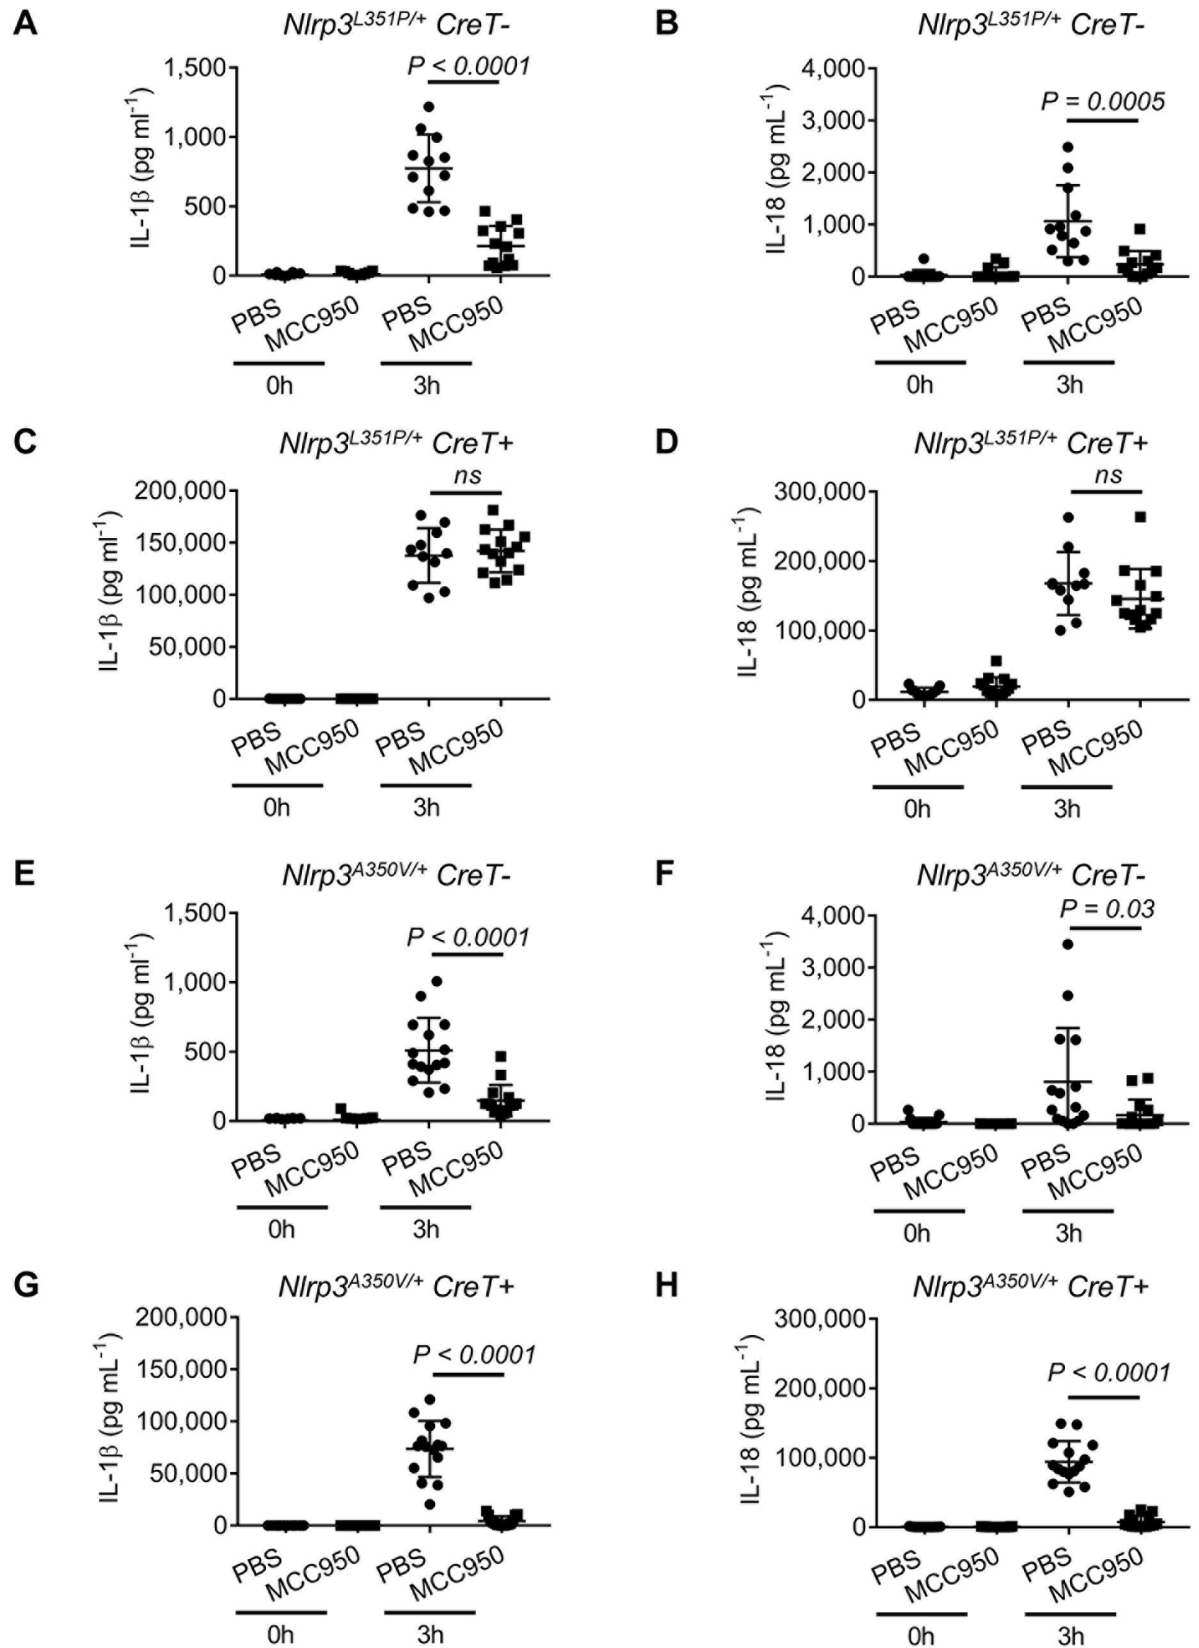 A
Nlrp3L351P/+ CreT-
P < 0.0001
1,500
1,000
500
0
IL-1β (pg ml-1)
PBS
MCC950
PBS
MCC950
0h
3h
B
Nlrp3L351P/+ CreT-
P = 0.0005
4,000
3,000
2,000
1,000
0
IL-18 (pg mL-1)
PBS
MCC950
PBS
MCC950
0h
3h
C
Nlrp3L351P/+ CreT+
ns
200,000
150,000
100,000
50,000
0
IL-1β (pg ml-1)
PBS
MCC950
PBS
MCC950
0h
3h
D
Nlrp3L351P/+ CreT+
ns
300,000
200,000
100,000
0
IL-18 (pg mL-1)
PBS
MCC950
PBS
MCC950
0h
3h
E
Nlrp3A350V/+ CreT-
P < 0.0001
1,500
1,000
500
0
IL-1β (pg ml-1)
PBS
MCC950
PBS
MCC950
0h
3h
F
Nlrp3A350V/+ CreT-
P = 0.03
4,000
3,000
2,000
1,000
0
IL-18 (pg mL-1)
PBS
MCC950
PBS
MCC950
0h
3h
G
Nlrp3A350V/+ CreT+
P < 0.0001
200,000
150,000
100,000
50,000
0
IL-1β (pg mL-1)
PBS
MCC950
PBS
MCC950
0h
3h
H
Nlrp3A350V/+ CreT+
P < 0.0001
300,000
200,000
100,000
0
IL-18 (pg mL-1)
PBS
MCC950
PBS
MCC950
0h
3h